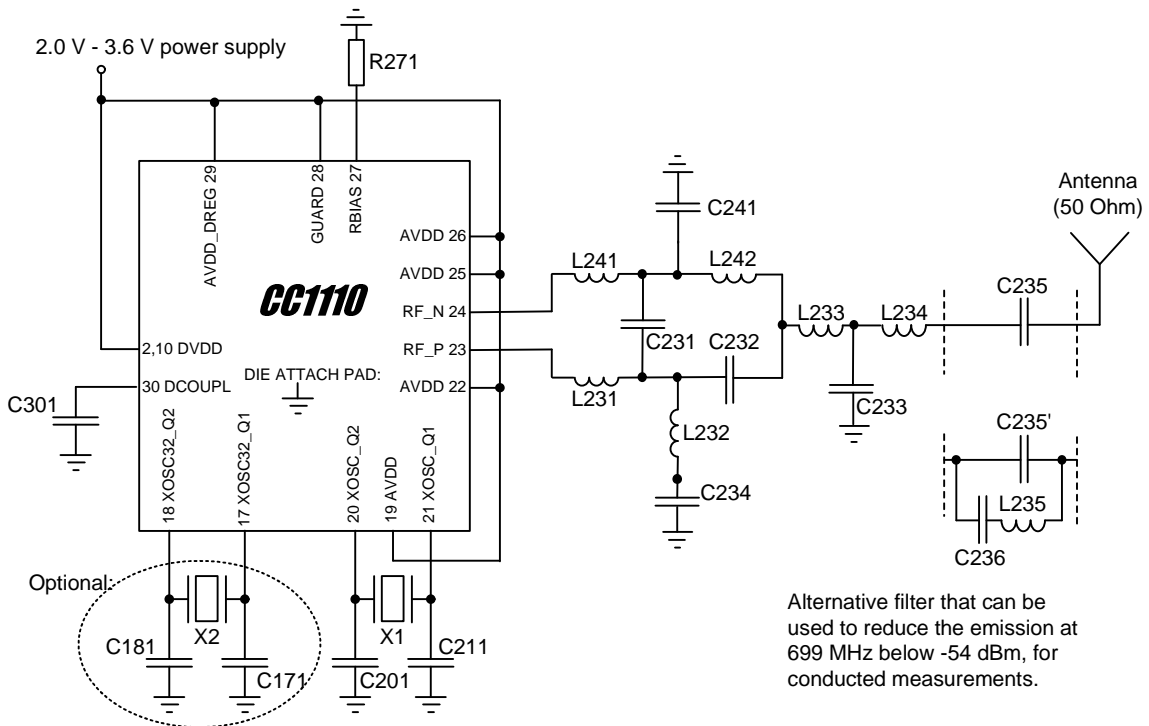 2.0 V - 3.6 V power supply
R271
AVDD_DREG 29
GUARD 28
RBIAS 27
AVDD 26
AVDD 25
RF_N 24
RF_P 23
AVDD 22
CC1110
2,10 DVDD
30 DCOUPL
DIE ATTACH PAD:
C301
18 XOSC32_Q2
17 XOSC32_Q1
20 XOSC_Q2
19 AVDD
21 XOSC_Q1
Optional:
X2
X1
C181
C171
C201
C211
C241
L241
L242
C231
C232
L231
L232
C234
L233
L234
C233
Antenna
(50 Ohm)
C235
C235'
L235
C236
Alternative filter that can be
used to reduce the emission at
699 MHz below -54 dBm, for
conducted measurements.